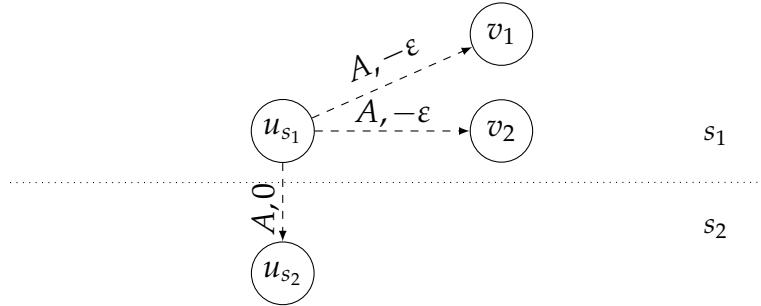 v₁
A, −ε
A, −ε
u_{s₁}
v₂
s₁
A, 0
s₂
u_{s₂}